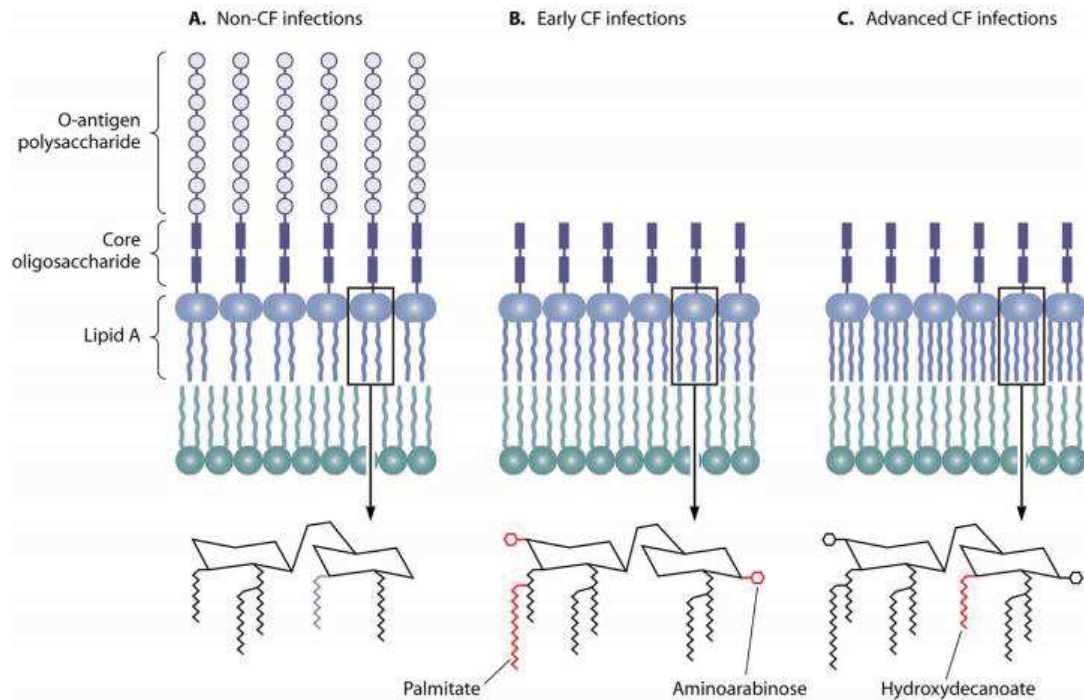 A. Non-CF infections
B. Early CF infections
C. Advanced CF infections
O-antigen
polysaccharide
Core
oligosaccharide
Lipid A
Palmitate
Aminoarabinose
Hydroxydecanoate